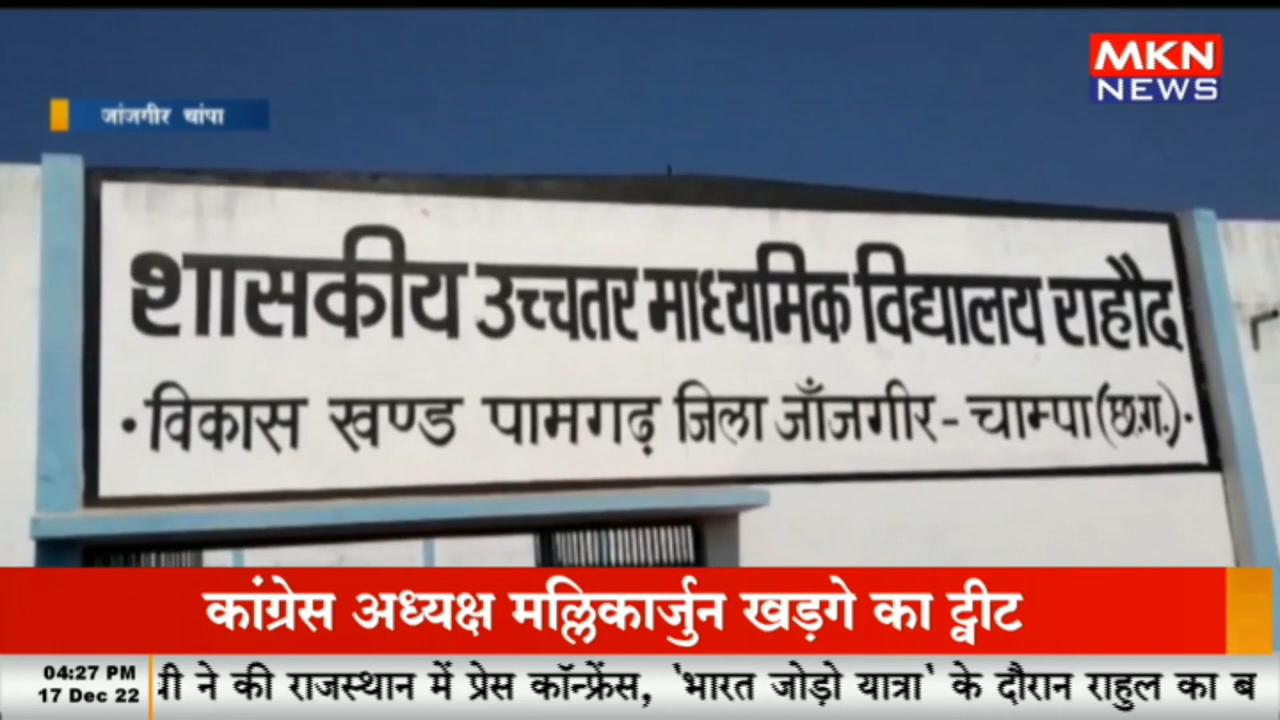 MKN
NEWS
जांजगीर चांपा
शासकीय उच्चतर माध्यमिक विद्यालय राहौद
• विकास खण्ड पामगढ़ जिला जाँजगीर - चाम्पा (छ.ग.) •
कांग्रेस अध्यक्ष मल्लिकार्जुन खड़गे का ट्वीट
04:27 PM
17 Dec 22
ने की राजस्थान में प्रेस कॉन्फ्रेंस, 'भारत जोड़ो यात्रा' के दौरान राहुल का ब